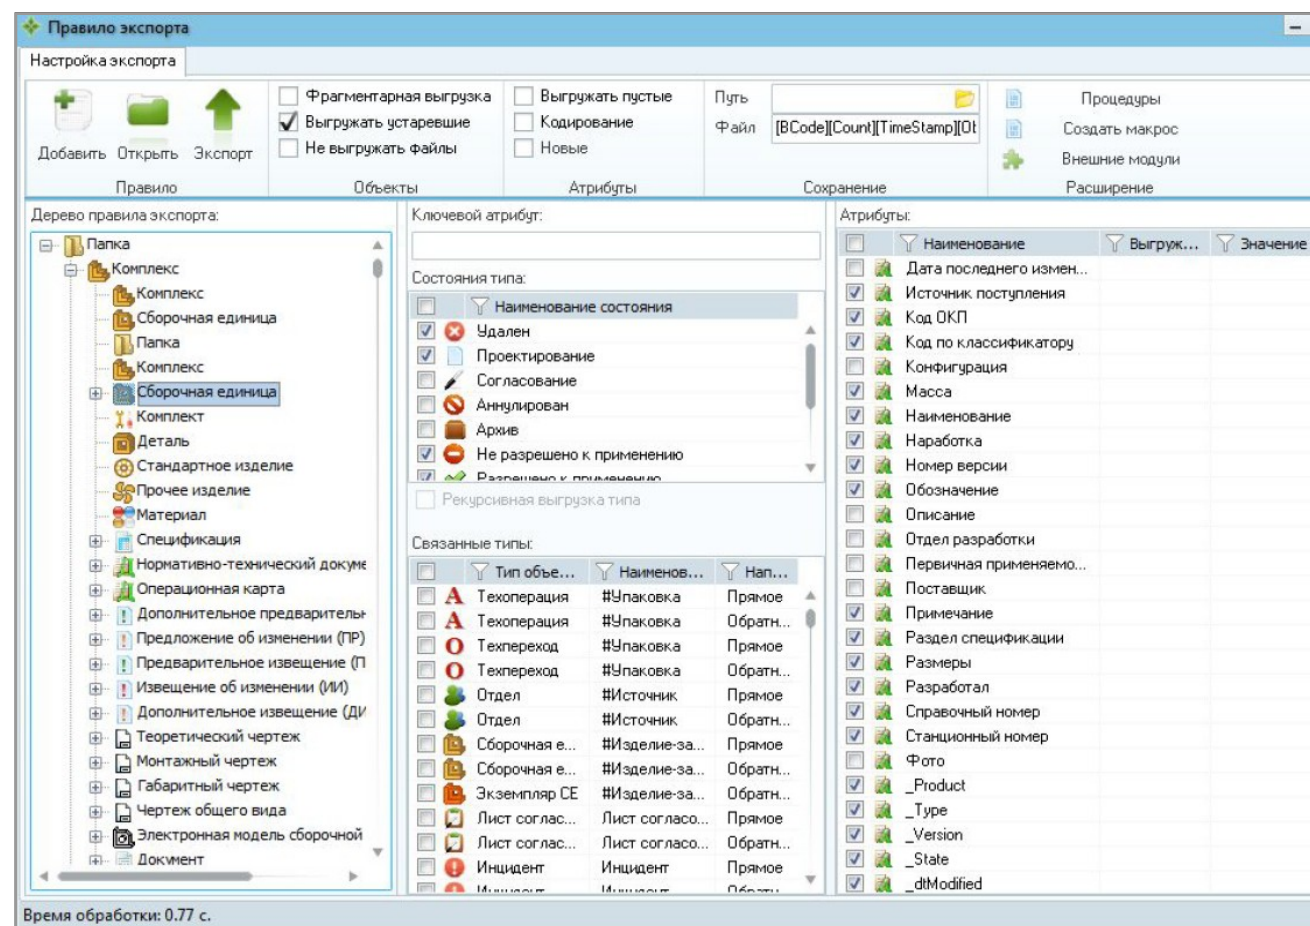 Правило экспорта
Настройка экспорта
Добавить Открыть Экспорт
Правило
Фрагментарная выгрузка
Выгружать устаревшие
Не выгружать файлы
Объекты
Выгружать пустые
Кодирование
Новые
Атрибуты
Путь
Файл [BCode][Count][TimeStamp][Ot
Сохранение
Процедуры
Создать макрос
Внешние модули
Расширение
Дерево правила экспорта:
Папка
Комплекс
Комплекс
Сборочная единица
Папка
Комплекс
Сборочная единица
Комплект
Деталь
Стандартное изделие
Прочее изделие
Материал
Спецификация
Нормативно-технический докуме
Операционная карта
Дополнительное предварительн
Предложение об изменении (ПР)
Предварительное извещение (П
Извещение об изменении (ИИ)
Дополнительное извещение (ДИ
Теоретический чертеж
Монтажный чертеж
Габаритный чертеж
Чертеж общего вида
Электронная модель сборочной
Документ
Ключевой атрибут:
Состояния типа:
Наименование состояния
Удален
Проектирование
Согласование
Аннулирован
Архив
Не разрешено к применению
Разрешено к применению
Рекурсивная выгрузка типа
Связанные типы:
Тип объе... Наименов... Нап...
Техоперация #Упаковка Прямое
Техоперация #Упаковка Обратн...
Техпереход #Упаковка Прямое
Техпереход #Упаковка Обратн...
Отдел #Источник Прямое
Отдел #Источник Обратн...
Сборочная е... #Изделие-за... Прямое
Сборочная е... #Изделие-за... Обратн...
Экземпляр СЕ #Изделие-за... Обратн...
Лист соглас... Лист согласо... Прямое
Лист соглас... Лист согласо... Обратн...
Инцидент Инцидент Прямое
Инцидент Инцидент Обратн...
Атрибуты:
Наименование Выгруж... Значение
Дата последнего измен...
Источник поступления
Код ОКП
Код по классификатору
Конфигурация
Масса
Наименование
Наработка
Номер версии
Обозначение
Описание
Отдел разработки
Первичная применяемо...
Поставщик
Примечание
Раздел спецификации
Размеры
Разработал
Справочный номер
Станционный номер
Фото
_Product
_Type
_Version
_State
_dtModified
Время обработки: 0.77 с.